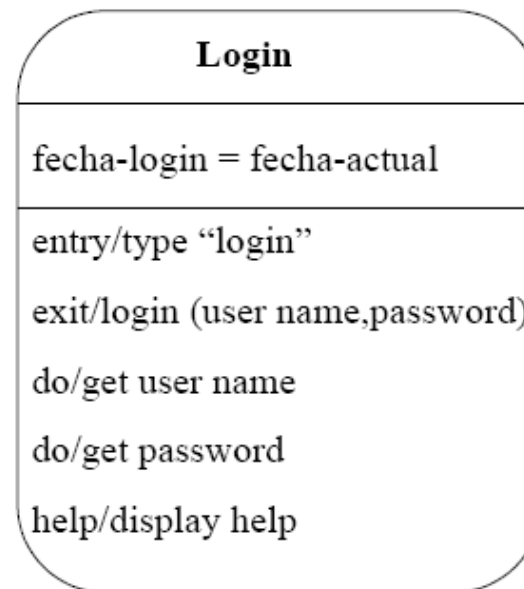 Login
fecha-login = fecha-actual
entry/type “login”
exit/login (user name,password)
do/get user name
do/get password
help/display help